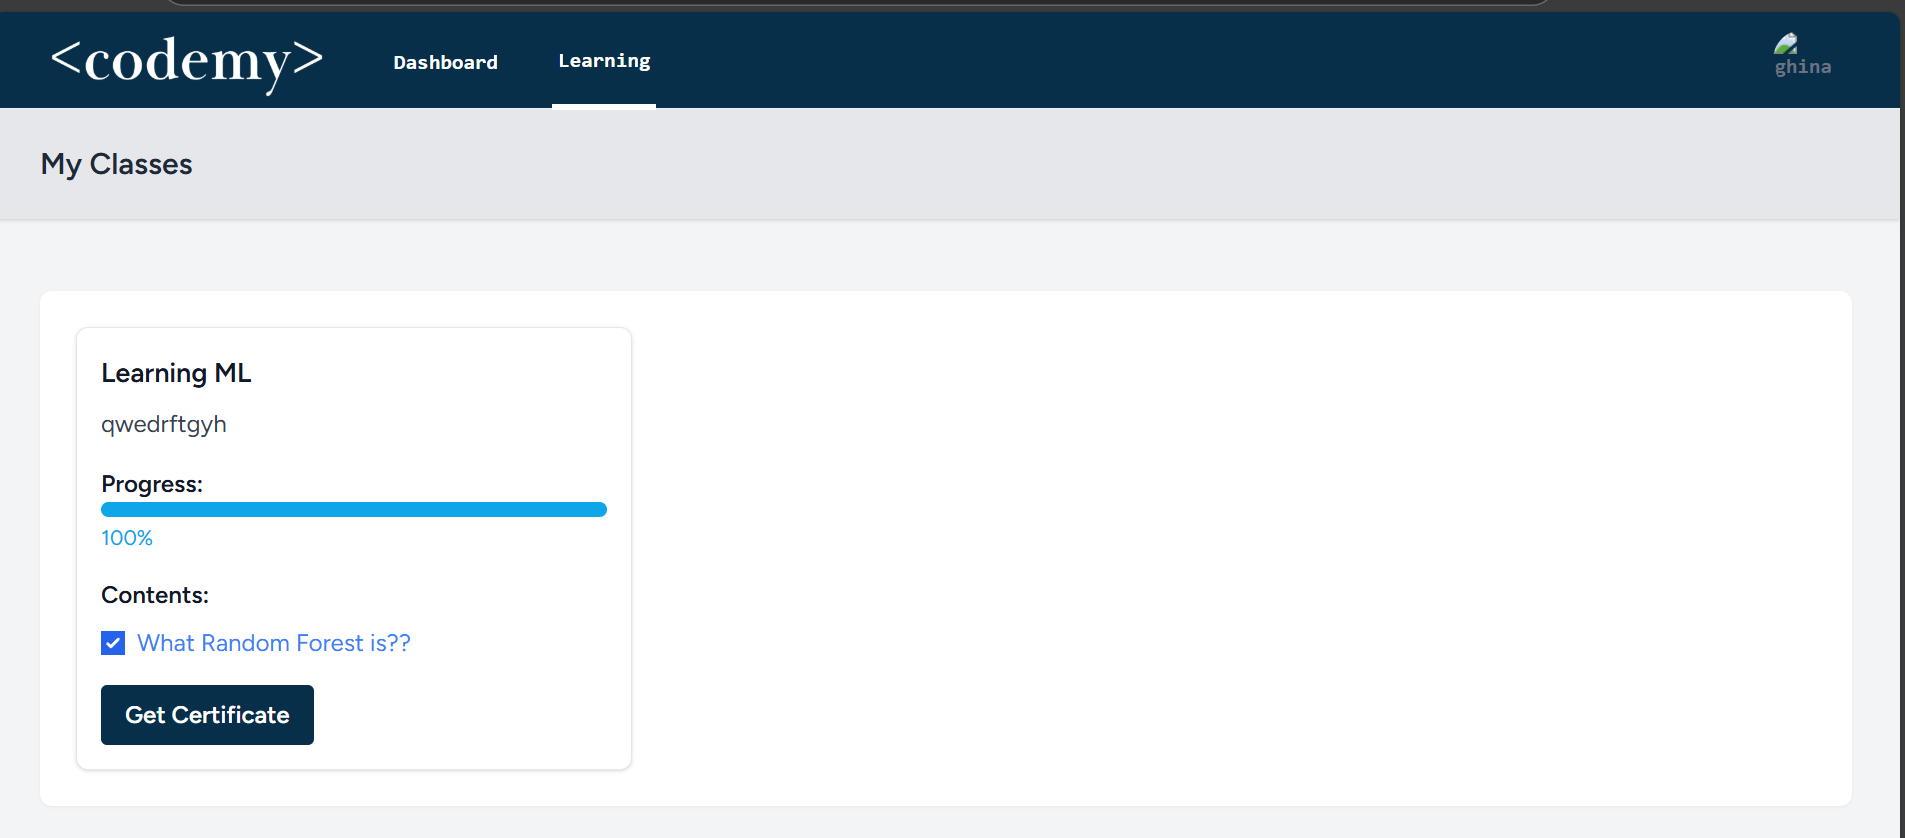 <codemy>
Dashboard
Learning
ghina
My Classes
Learning ML
qwedrftgyh
Progress:
100%
Contents:
What Random Forest is??
Get Certificate